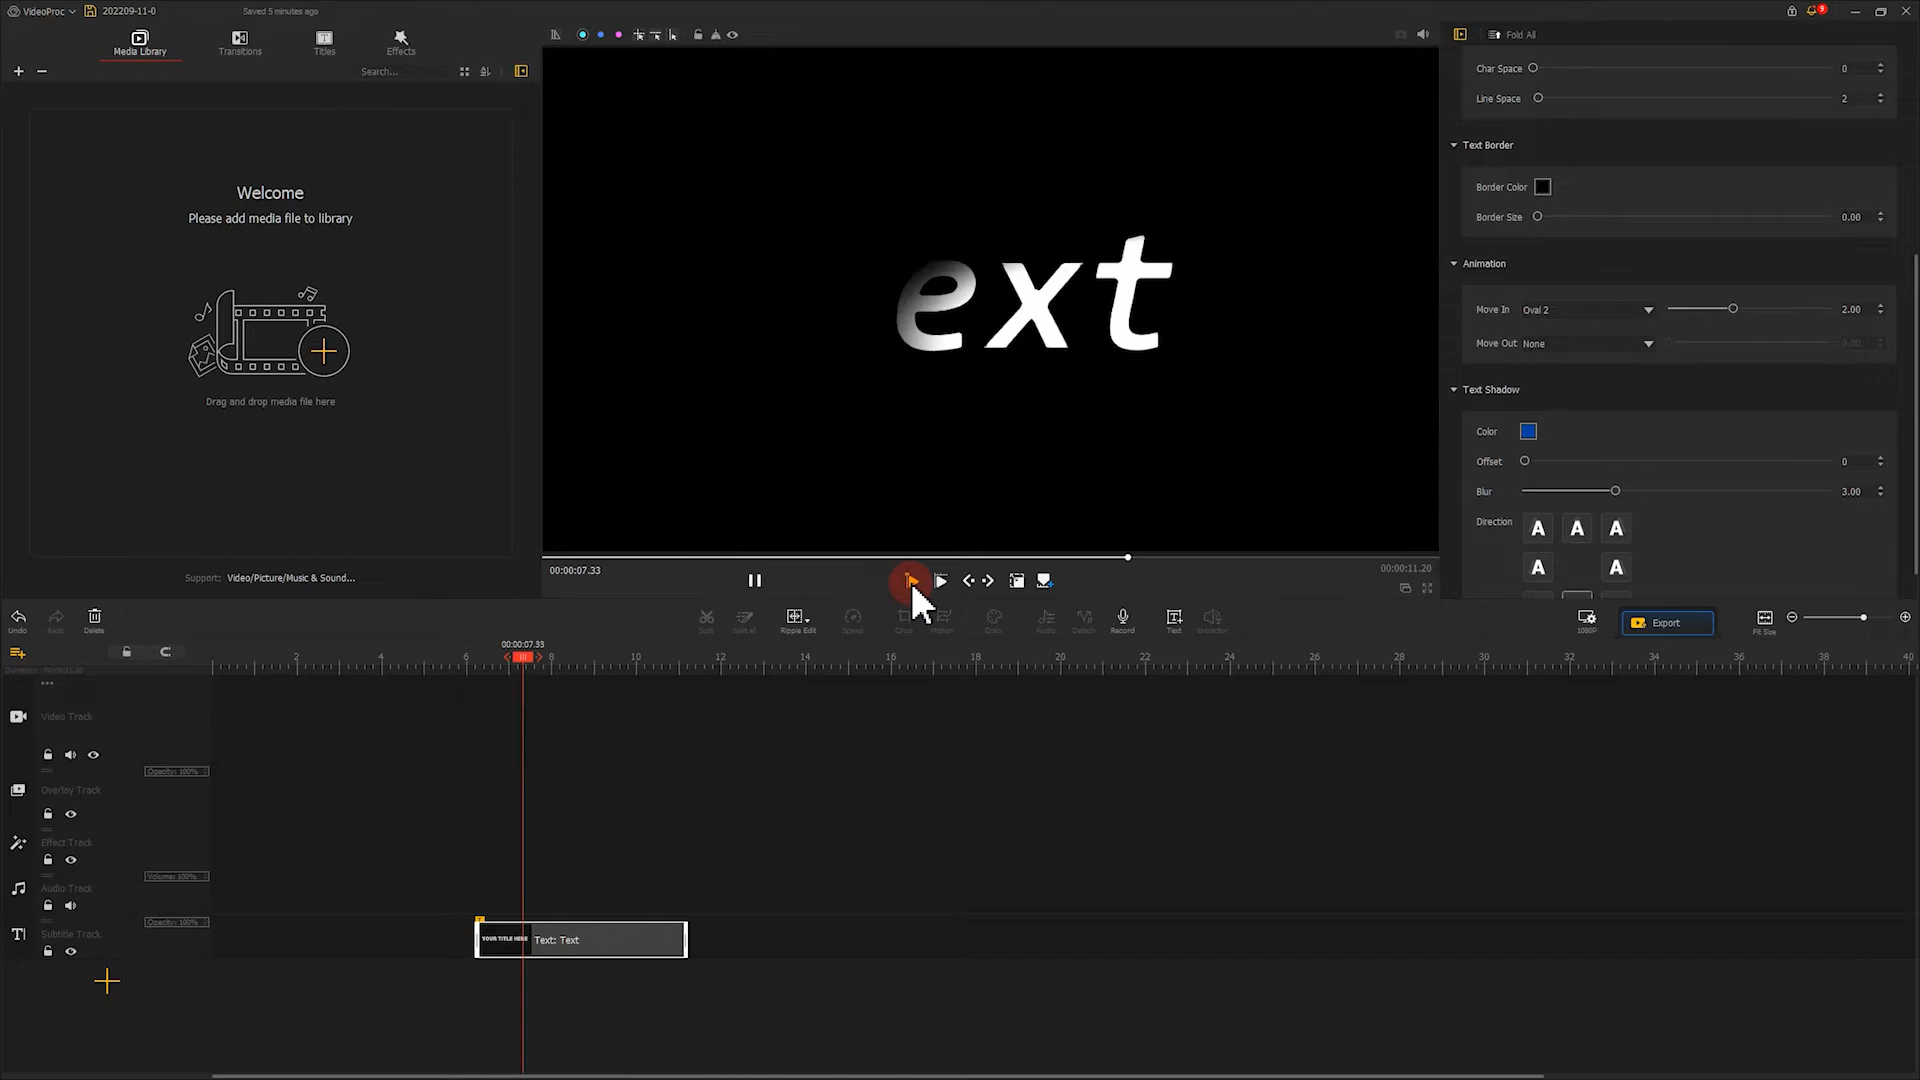 VideoProc
202209-11-0
Saved 5 minutes ago
9
Media Library
Transitions
Titles
Effects
Fold All
Search...
Char Space
0
Line Space
2
Text Border
Border Color
Border Size
0.00
Animation
Move In
Oval 2
2.00
Move Out
None
0.00
Text Shadow
Color
Offset
0
Blur
3.00
Direction
A A A
A A
Welcome
Please add media file to library
Drag and drop media file here
Support: Video/Picture/Music & Sound...
ext
00:00:07.33
00:00:11.20
Undo
Redo
Delete
Split
Split all
Ripple Edit
Speed
Crop
Motion
Color
Audio
Detach
Record
Text
Extractor
1080P
Export
Fit Size
00:00:07.33
2 4 6 8 10 12 14 16 18 20 22 24 26 28 30 32 34 36 38 40
Duration: 00:00:11.20
Video Track
Opacity: 100%
Overlay Track
Effect Track
Volume: 100%
Audio Track
Opacity: 100%
Subtitle Track
YOUR TITLE HERE
Text: Text